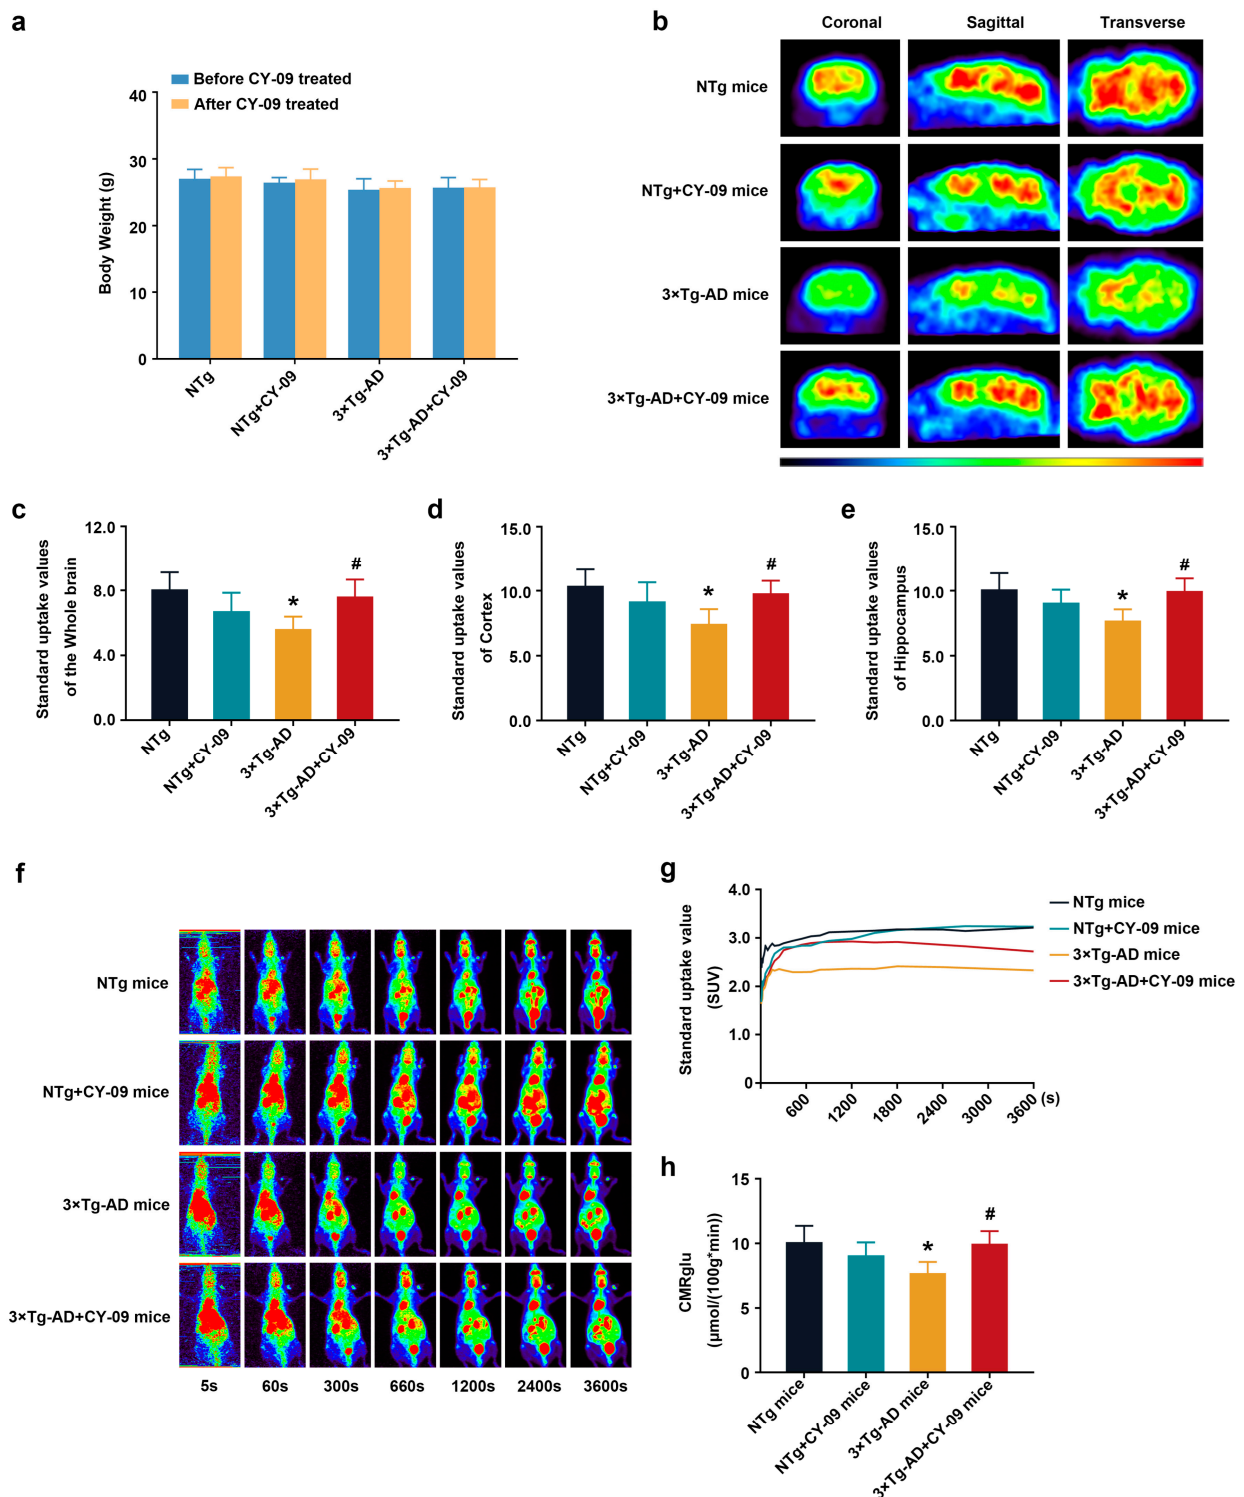 a
Before CY-09 treated
After CY-09 treated
Body Weight (g)
40
30
20
10
0
NTg
NTg+CY-09
3×Tg-AD
3×Tg-AD+CY-09
b
Coronal
Sagittal
Transverse
NTg mice
NTg+CY-09 mice
3×Tg-AD mice
3×Tg-AD+CY-09 mice
c
Standard uptake values
of the Whole brain
12.0
8.0
4.0
0.0
*
#
NTg
NTg+CY-09
3×Tg-AD
3×Tg-AD+CY-09
d
Standard uptake values
of Cortex
15.0
10.0
5.0
0.0
*
#
NTg
NTg+CY-09
3×Tg-AD
3×Tg-AD+CY-09
e
Standard uptake values
of Hippocampus
15.0
10.0
5.0
0.0
*
#
NTg
NTg+CY-09
3×Tg-AD
3×Tg-AD+CY-09
f
NTg mice
NTg+CY-09 mice
3×Tg-AD mice
3×Tg-AD+CY-09 mice
5s
60s
300s
660s
1200s
2400s
3600s
g
Standard uptake value
(SUV)
4.0
3.0
2.0
1.0
0
600
1200
1800
2400
3000
3600
(s)
NTg mice
NTg+CY-09 mice
3×Tg-AD mice
3×Tg-AD+CY-09 mice
h
CMRglu
(μmol/(100g*min))
15
10
5
0
*
#
NTg mice
NTg+CY-09 mice
3×Tg-AD mice
3×Tg-AD+CY-09 mice